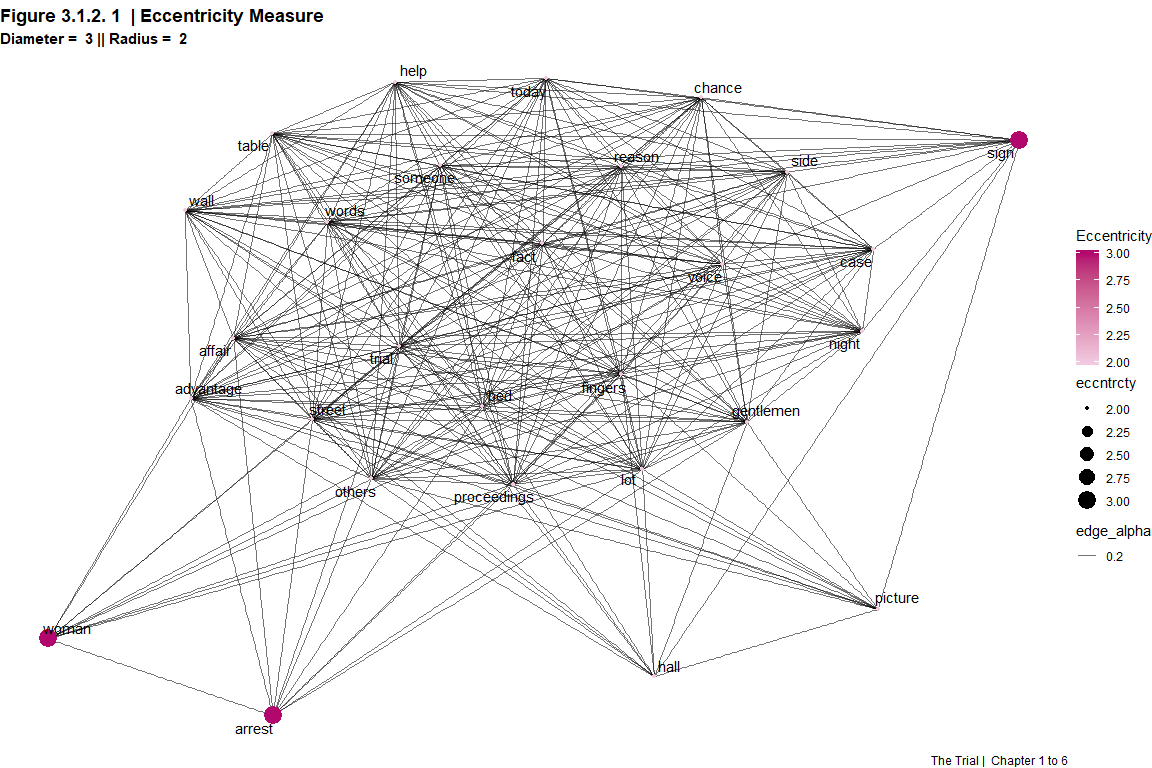 Figure 3.1.2. 1 | Eccentricity Measure
Diameter = 3 || Radius = 2
help
today
chance
table
someone
reason
side
sign
wall
words
fact
voice
case
affair
trial
night
advantage
street
bed
fingers
gentlemen
others
proceedings
lot
woman
arrest
hall
picture
Eccentricity
3.00
2.75
2.50
2.25
2.00
eccntrcty
2.00
2.25
2.50
2.75
3.00
edge_alpha
0.2
The Trial | Chapter 1 to 6